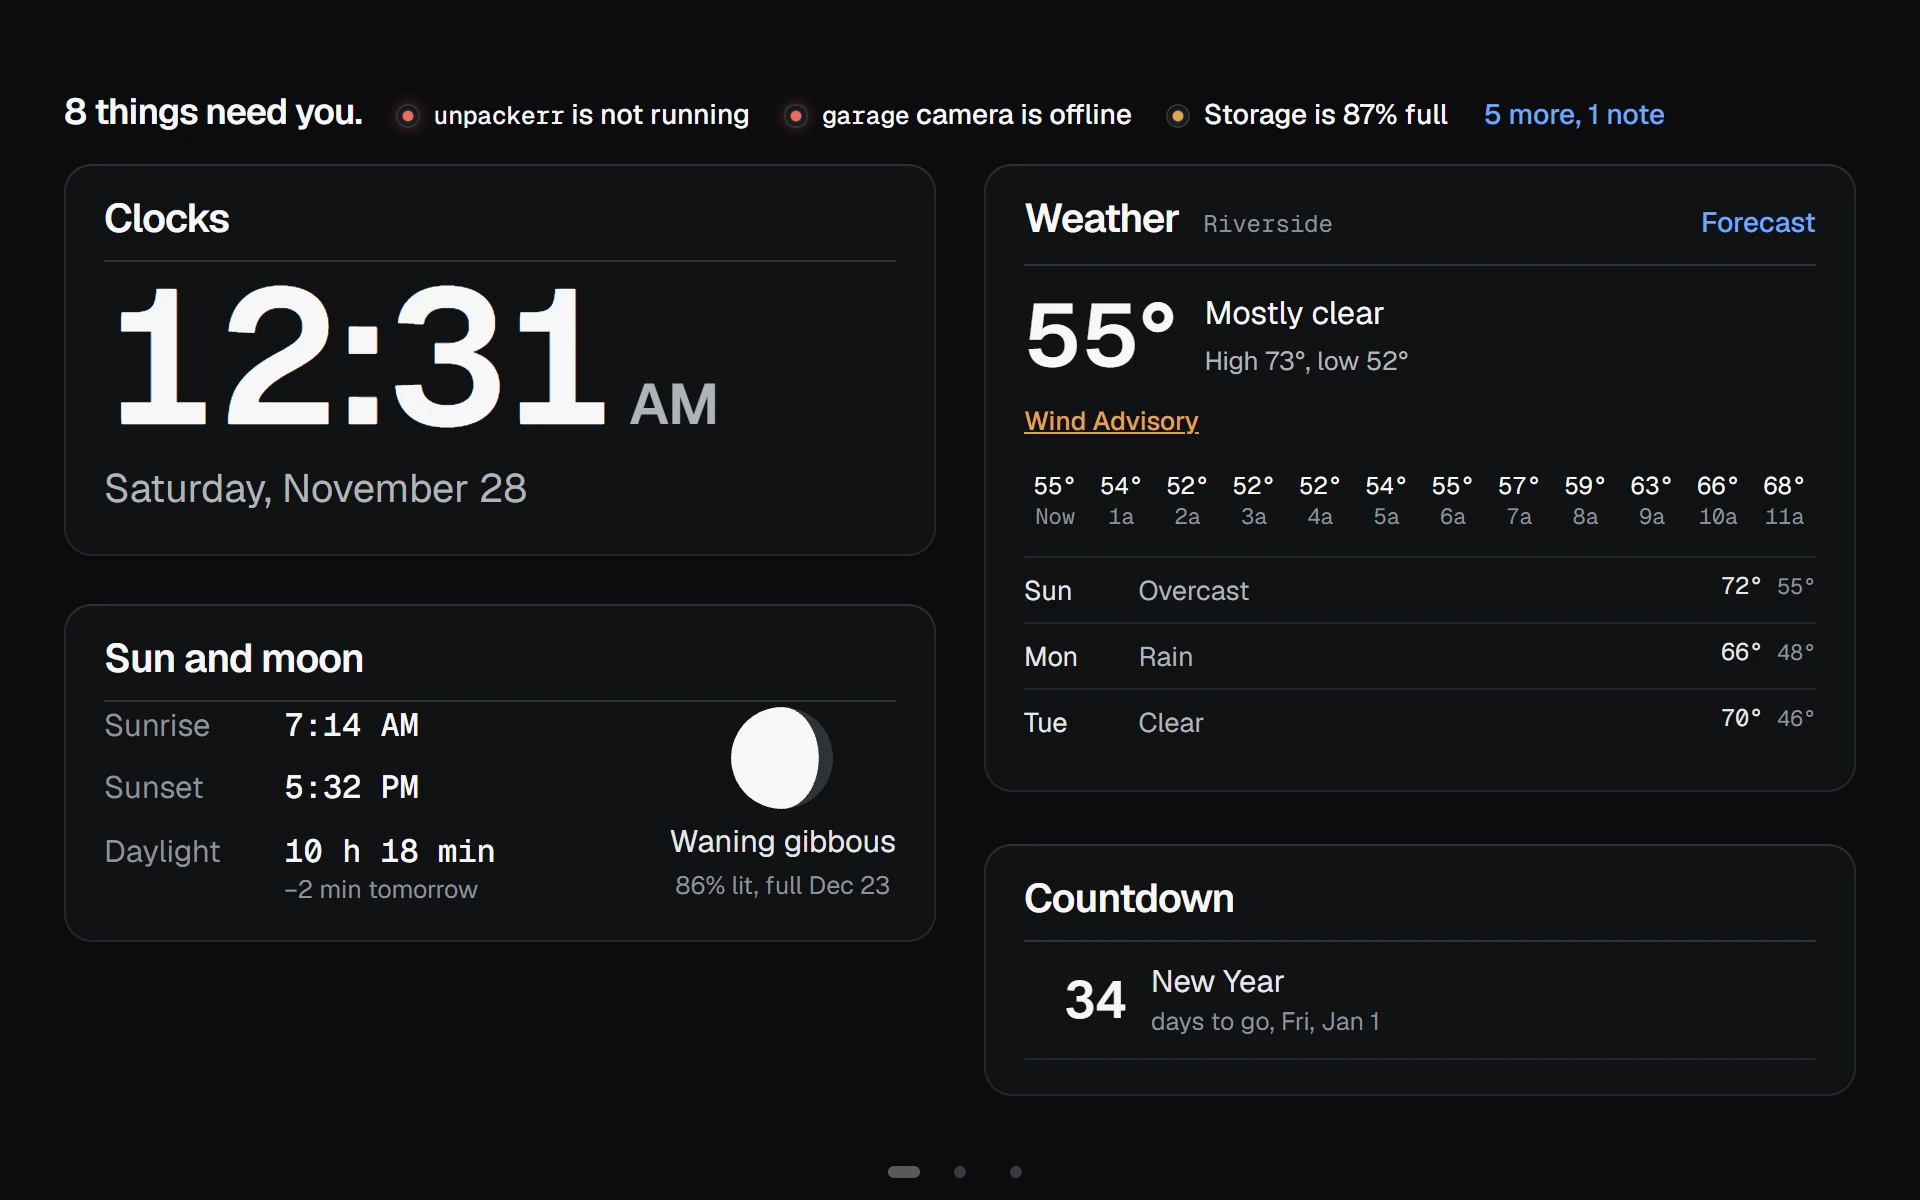 8 things need you. unpackerr is not running garage camera is offline Storage is 87% full 5 more, 1 note
Clocks
12:31 AM
Saturday, November 28
Sun and moon
Sunrise 7:14 AM
Sunset 5:32 PM
Daylight 10 h 18 min
−2 min tomorrow
Waning gibbous
86% lit, full Dec 23
Weather Riverside Forecast
55° Mostly clear
High 73°, low 52°
Wind Advisory
55° 54° 52° 52° 52° 54° 55° 57° 59° 63° 66° 68°
Now 1a 2a 3a 4a 5a 6a 7a 8a 9a 10a 11a
Sun Overcast 72° 55°
Mon Rain 66° 48°
Tue Clear 70° 46°
Countdown
34 New Year
days to go, Fri, Jan 1